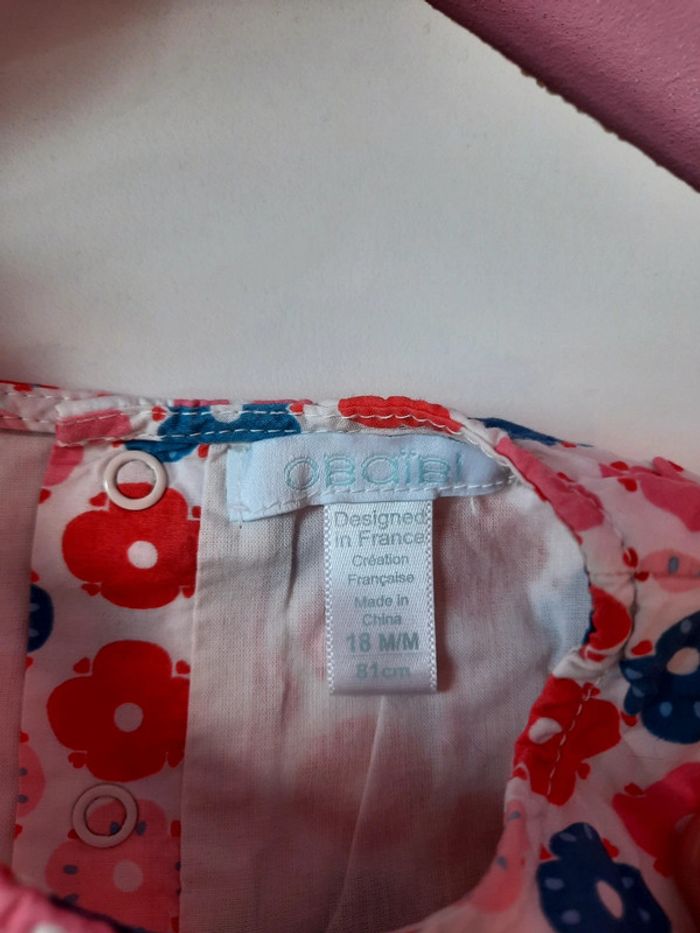 OBAÏBI
Designed
in France
Création
Française
Made in
China
18 M/M
81cm